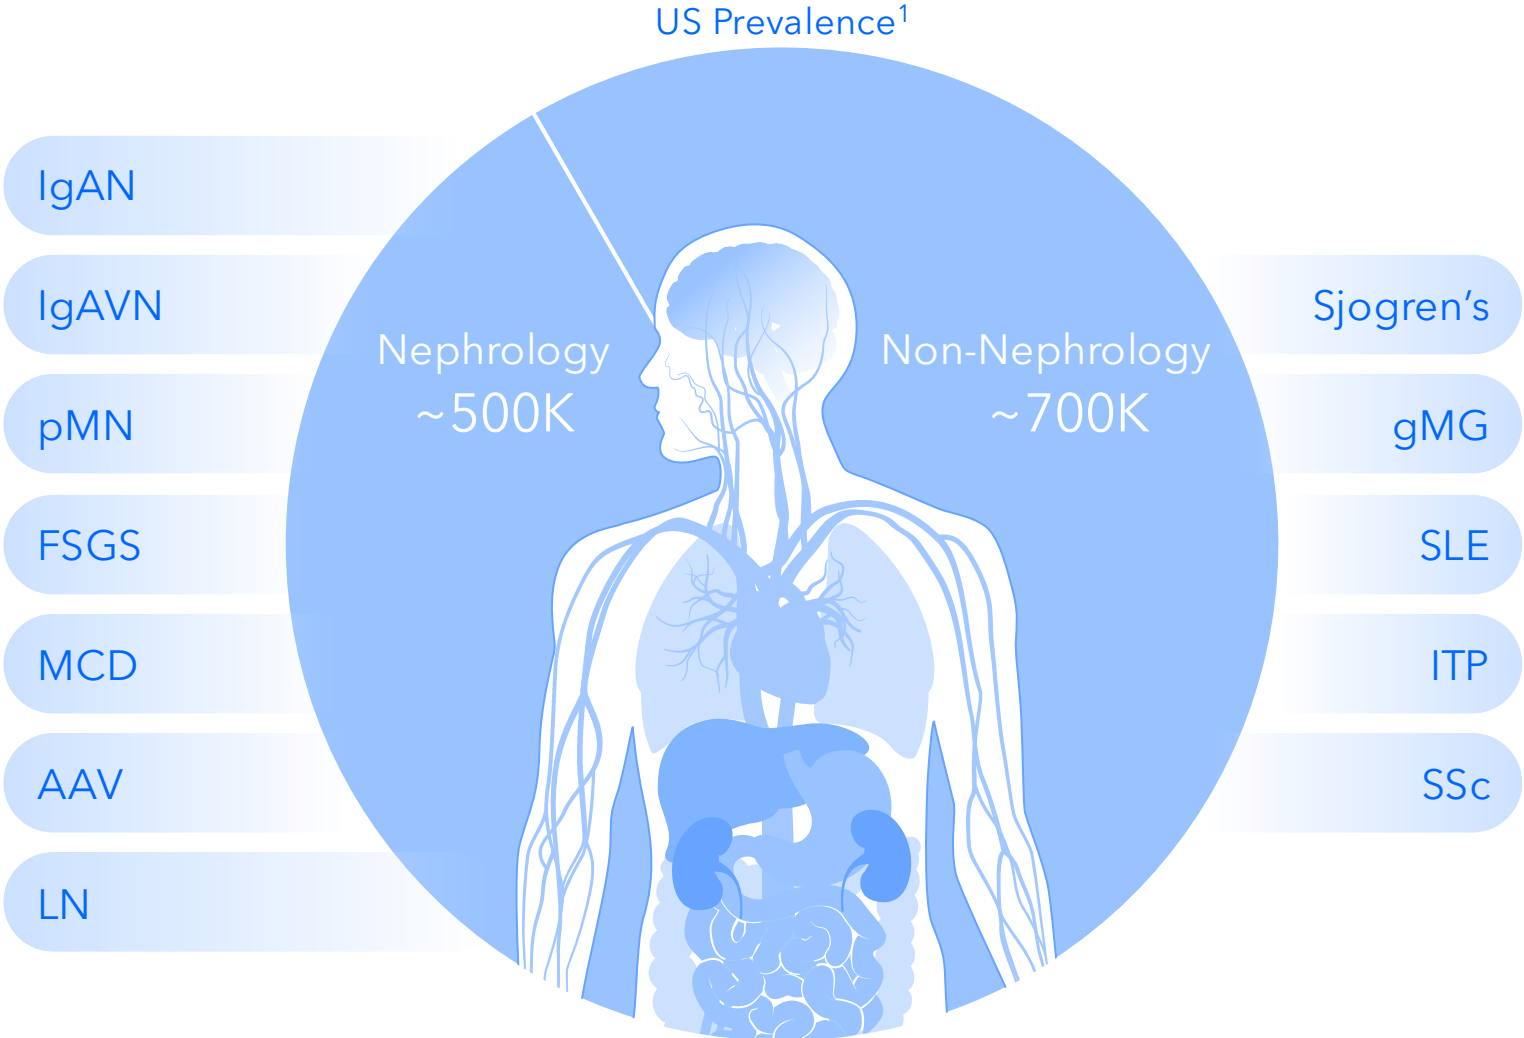 US Prevalence¹
IgAN
IgAVN
pMN
FSGS
MCD
AAV
LN
Nephrology
~500K
Non-Nephrology
~700K
Sjogren’s
gMG
SLE
ITP
SSc